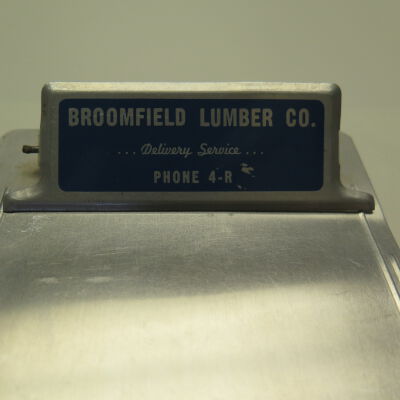 BROOMFIELD LUMBER CO.
... Delivery Service ...
PHONE 4-R